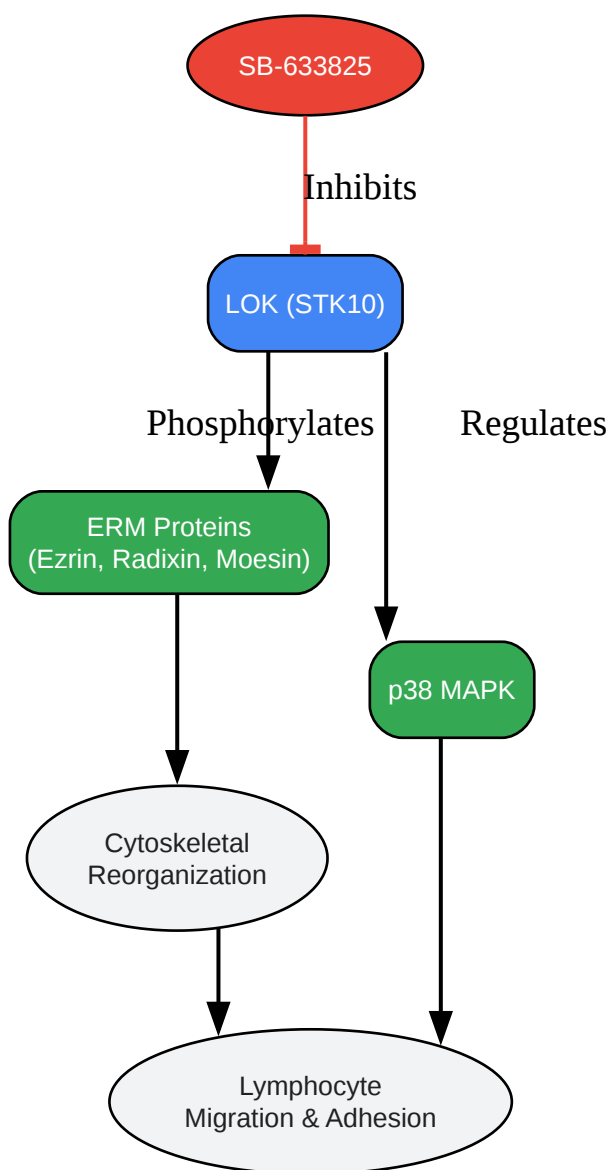 SB-633825
Inhibits
LOK (STK10)
Phosphorylates
Regulates
ERM Proteins
(Ezrin, Radixin, Moesin)
p38 MAPK
Cytoskeletal
Reorganization
Lymphocyte
Migration & Adhesion